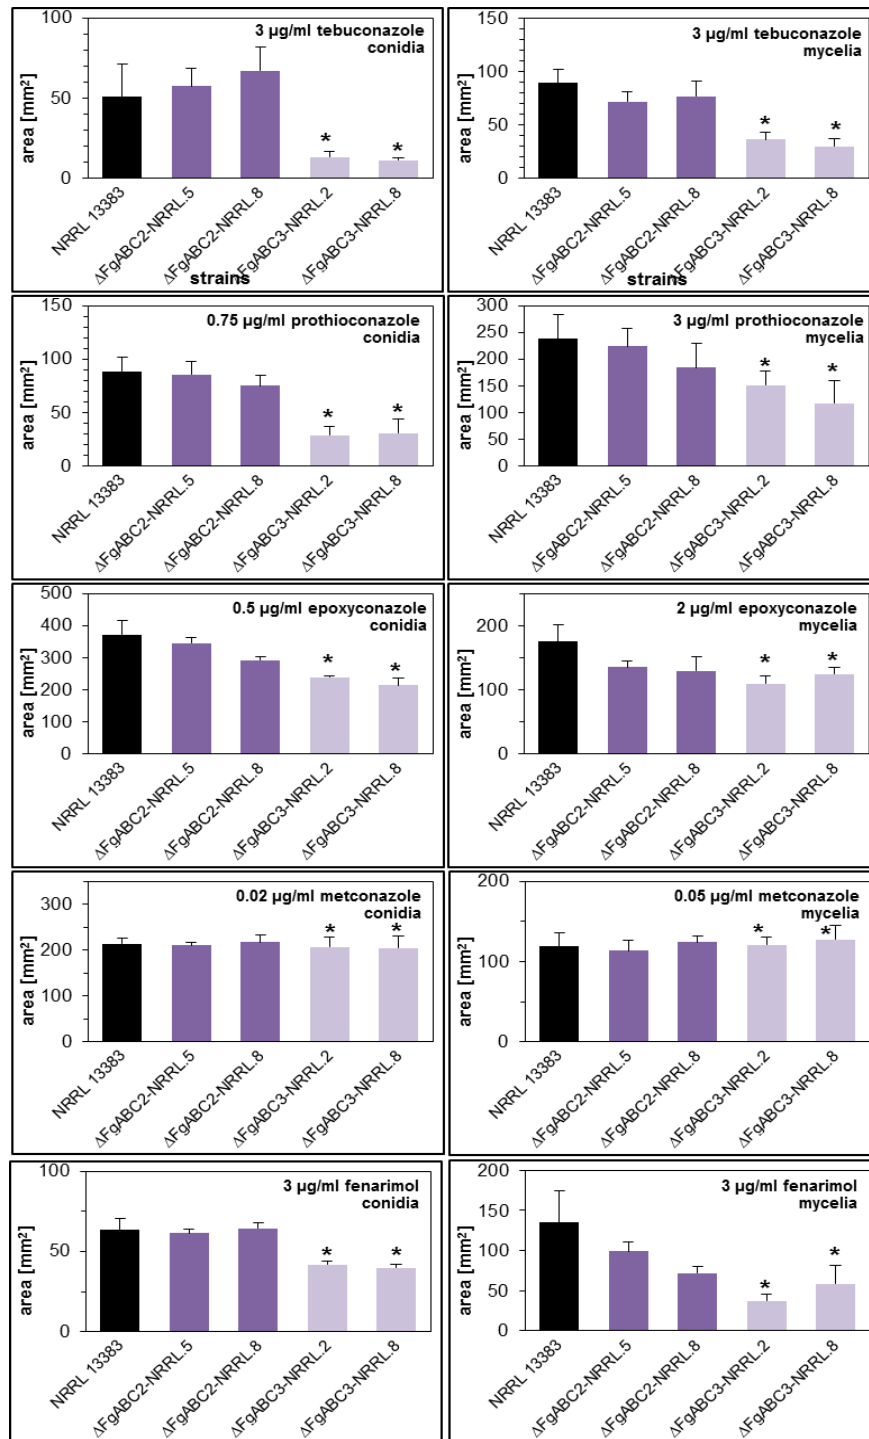 3 µg/ml tebuconazole
conidia
area [mm²]
100
50
0
NRRL 13383
ΔFgABC2-NRRL.5
ΔFgABC2-NRRL.8
ΔFgABC3-NRRL.2
ΔFgABC3-NRRL.8
*
*
strains
3 µg/ml tebuconazole
mycelia
area [mm²]
150
100
50
0
NRRL 13383
ΔFgABC2-NRRL.5
ΔFgABC2-NRRL.8
ΔFgABC3-NRRL.2
ΔFgABC3-NRRL.8
*
*
strains
0.75 µg/ml prothioconazole
conidia
area [mm²]
150
100
50
0
NRRL 13383
ΔFgABC2-NRRL.5
ΔFgABC2-NRRL.8
ΔFgABC3-NRRL.2
ΔFgABC3-NRRL.8
*
*
3 µg/ml prothioconazole
mycelia
area [mm²]
300
250
200
150
100
50
0
NRRL 13383
ΔFgABC2-NRRL.5
ΔFgABC2-NRRL.8
ΔFgABC3-NRRL.2
ΔFgABC3-NRRL.8
*
*
0.5 µg/ml epoxyconazole
conidia
area [mm²]
500
400
300
200
100
0
NRRL 13383
ΔFgABC2-NRRL.5
ΔFgABC2-NRRL.8
ΔFgABC3-NRRL.2
ΔFgABC3-NRRL.8
*
*
2 µg/ml epoxyconazole
mycelia
area [mm²]
200
150
100
50
0
NRRL 13383
ΔFgABC2-NRRL.5
ΔFgABC2-NRRL.8
ΔFgABC3-NRRL.2
ΔFgABC3-NRRL.8
*
*
0.02 µg/ml metconazole
conidia
area [mm²]
300
200
100
0
NRRL 13383
ΔFgABC2-NRRL.5
ΔFgABC2-NRRL.8
ΔFgABC3-NRRL.2
ΔFgABC3-NRRL.8
*
*
0.05 µg/ml metconazole
mycelia
area [mm²]
200
100
0
NRRL 13383
ΔFgABC2-NRRL.5
ΔFgABC2-NRRL.8
ΔFgABC3-NRRL.2
ΔFgABC3-NRRL.8
*
*
3 µg/ml fenarimol
conidia
area [mm²]
100
50
0
NRRL 13383
ΔFgABC2-NRRL.5
ΔFgABC2-NRRL.8
ΔFgABC3-NRRL.2
ΔFgABC3-NRRL.8
*
*
3 µg/ml fenarimol
mycelia
area [mm²]
200
150
100
50
0
NRRL 13383
ΔFgABC2-NRRL.5
ΔFgABC2-NRRL.8
ΔFgABC3-NRRL.2
ΔFgABC3-NRRL.8
*
*